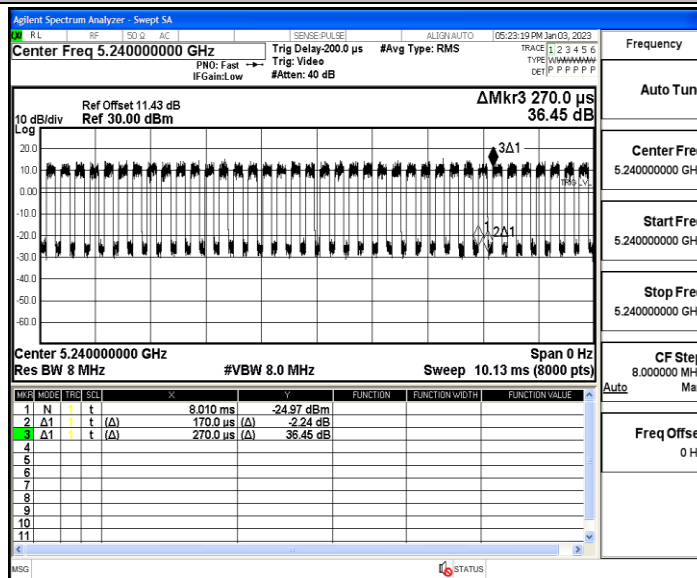 Agilent Spectrum Analyzer - Swept SA
RL RF 50 Ω AC SENSE:PULSE ALIGNAUTO 05:23:19 PM Jan 03, 2023
Center Freq 5.240000000 GHz
PNO: Fast
IFGain:Low
Trig Delay-200.0 µs
Trig: Video
#Atten: 40 dB
#Avg Type: RMS
TRACE 1 2 3 4 5 6
TYPE WWWWWW
DET P P P P P P
Frequency
Auto Tun
ΔMkr3 270.0 µs
36.45 dB
Ref Offset 11.43 dB
10 dB/div Ref 30.00 dBm
Log
20.0
10.0
0.00
-10.0
-20.0
-30.0
-40.0
-50.0
-60.0
3Δ1
TRIG LVL
1
2Δ1
Center Fre
5.240000000 GH
Start Fre
5.240000000 GH
Stop Fre
5.240000000 GH
CF Ste
8.000000 MH
Auto Ma
Freq Offse
0 H
Center 5.240000000 GHz Span 0 Hz
Res BW 8 MHz #VBW 8.0 MHz Sweep 10.13 ms (8000 pts)
MKR MODE TRC SCL X Y FUNCTION FUNCTION WIDTH FUNCTION VALUE
1 N 1 t 8.010 ms -24.97 dBm
2 Δ1 1 t (Δ) 170.0 µs (Δ) -2.24 dB
3 Δ1 1 t (Δ) 270.0 µs (Δ) 36.45 dB
4
5
6
7
8
9
10
11
MSG STATUS